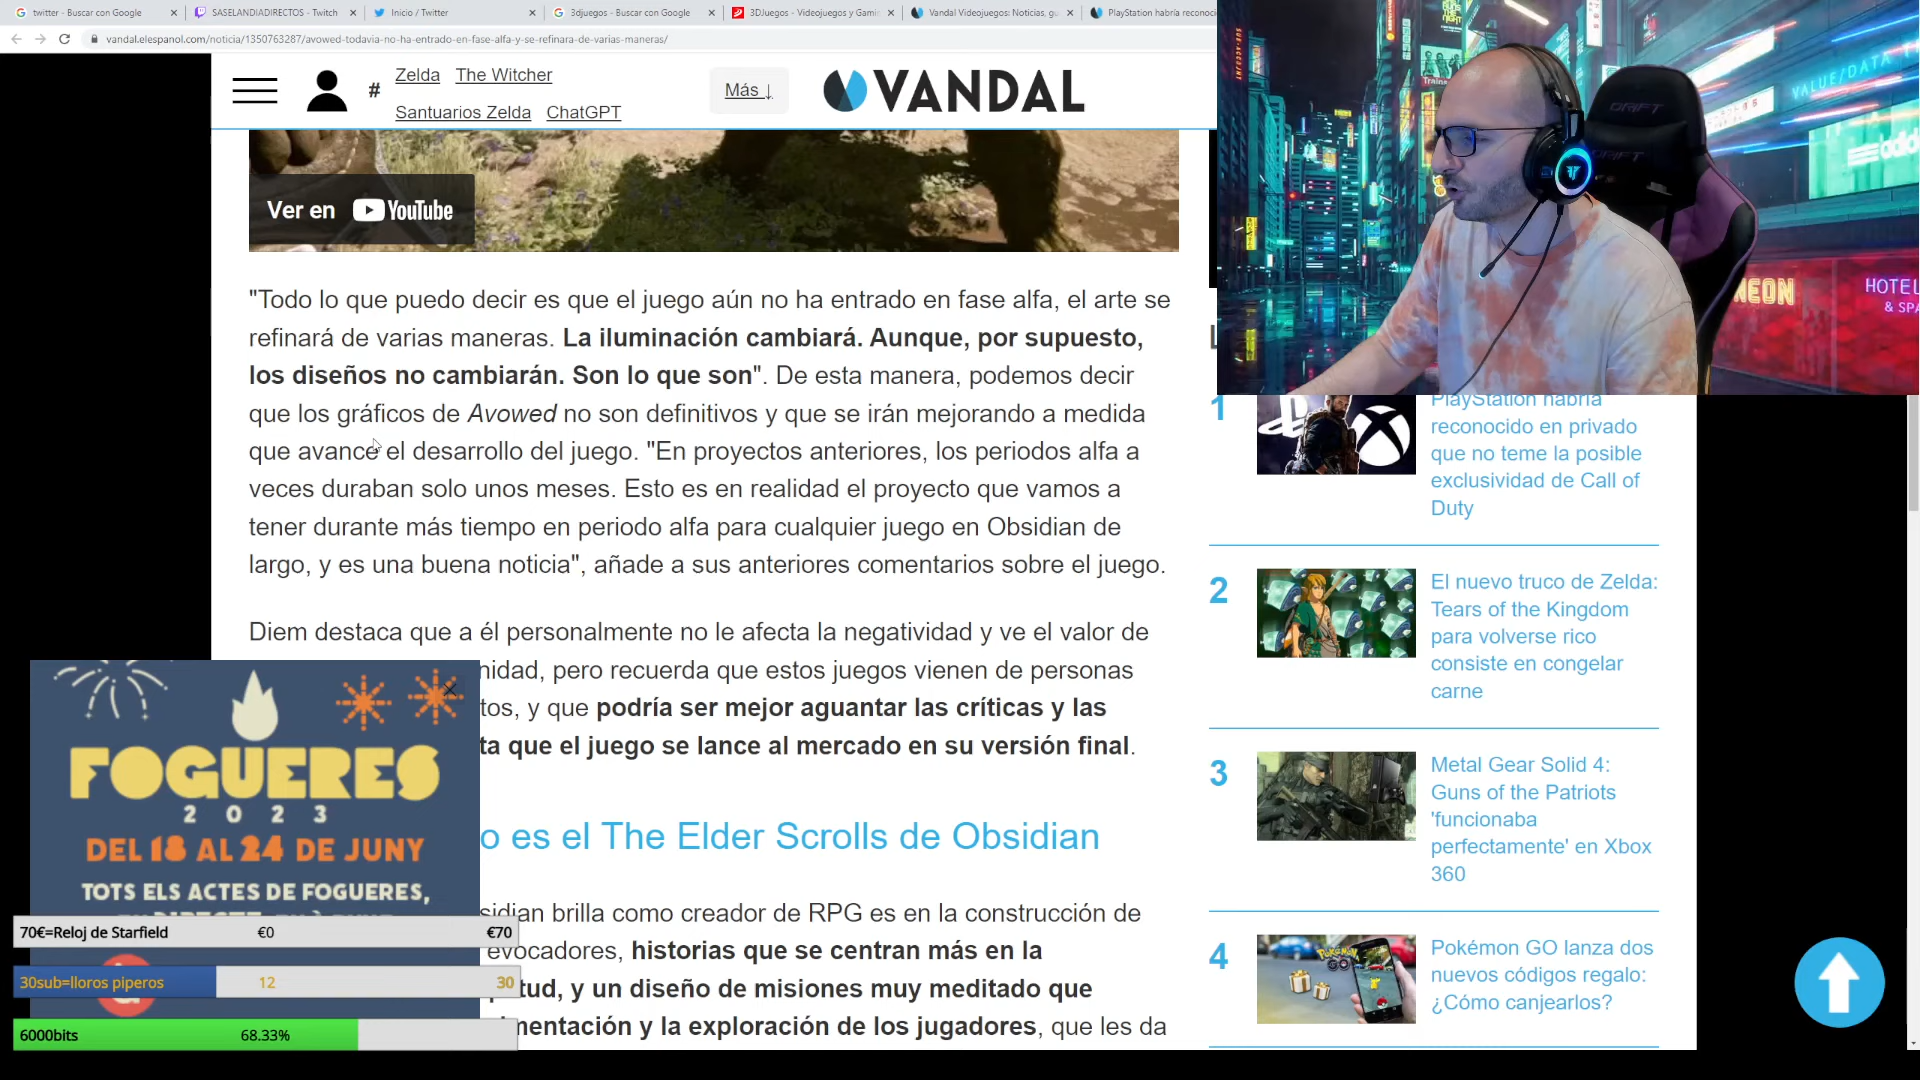 twitter - Buscar con Google
SASELANDIADIRECTOS - Twitch
Inicio / Twitter
3djuegos - Buscar con Google
3DJuegos - Videojuegos y Gami
Vandal Videojuegos: Noticias, gu
PlayStation habría reconoci
vandal.elespanol.com/noticia/1350763287/avowed-todavia-no-ha-entrado-en-fase-alfa-y-se-refinara-de-varias-maneras/
# Zelda The Witcher
Santuarios Zelda ChatGPT
Más ↓
VANDAL
Ver en YouTube
"Todo lo que puedo decir es que el juego aún no ha entrado en fase alfa, el arte se
refinará de varias maneras. La iluminación cambiará. Aunque, por supuesto,
los diseños no cambiarán. Son lo que son". De esta manera, podemos decir
que los gráficos de Avowed no son definitivos y que se irán mejorando a medida
que avance el desarrollo del juego. "En proyectos anteriores, los periodos alfa a
veces duraban solo unos meses. Esto es en realidad el proyecto que vamos a
tener durante más tiempo en periodo alfa para cualquier juego en Obsidian de
largo, y es una buena noticia", añade a sus anteriores comentarios sobre el juego.
Diem destaca que a él personalmente no le afecta la negatividad y ve el valor de
nidad, pero recuerda que estos juegos vienen de personas
tos, y que podría ser mejor aguantar las críticas y las
ta que el juego se lance al mercado en su versión final.
o es el The Elder Scrolls de Obsidian
sidian brilla como creador de RPG es en la construcción de
evocadores, historias que se centran más en la
tud, y un diseño de misiones muy meditado que
mentación y la exploración de los jugadores, que les da
FOGUERES
2023
DEL 18 AL 24 DE JUNY
TOTS ELS ACTES DE FOGUERES,
70€=Reloj de Starfield €0 €70
30sub=lloros piperos 12 30
6000bits 68.33%
1
PlayStation habría
reconocido en privado
que no teme la posible
exclusividad de Call of
Duty
2
El nuevo truco de Zelda:
Tears of the Kingdom
para volverse rico
consiste en congelar
carne
3
Metal Gear Solid 4:
Guns of the Patriots
'funcionaba
perfectamente' en Xbox
360
4
Pokémon GO lanza dos
nuevos códigos regalo:
¿Cómo canjearlos?
VALUE/DATA
DRIFT
NEON
HOTEL
& SPA